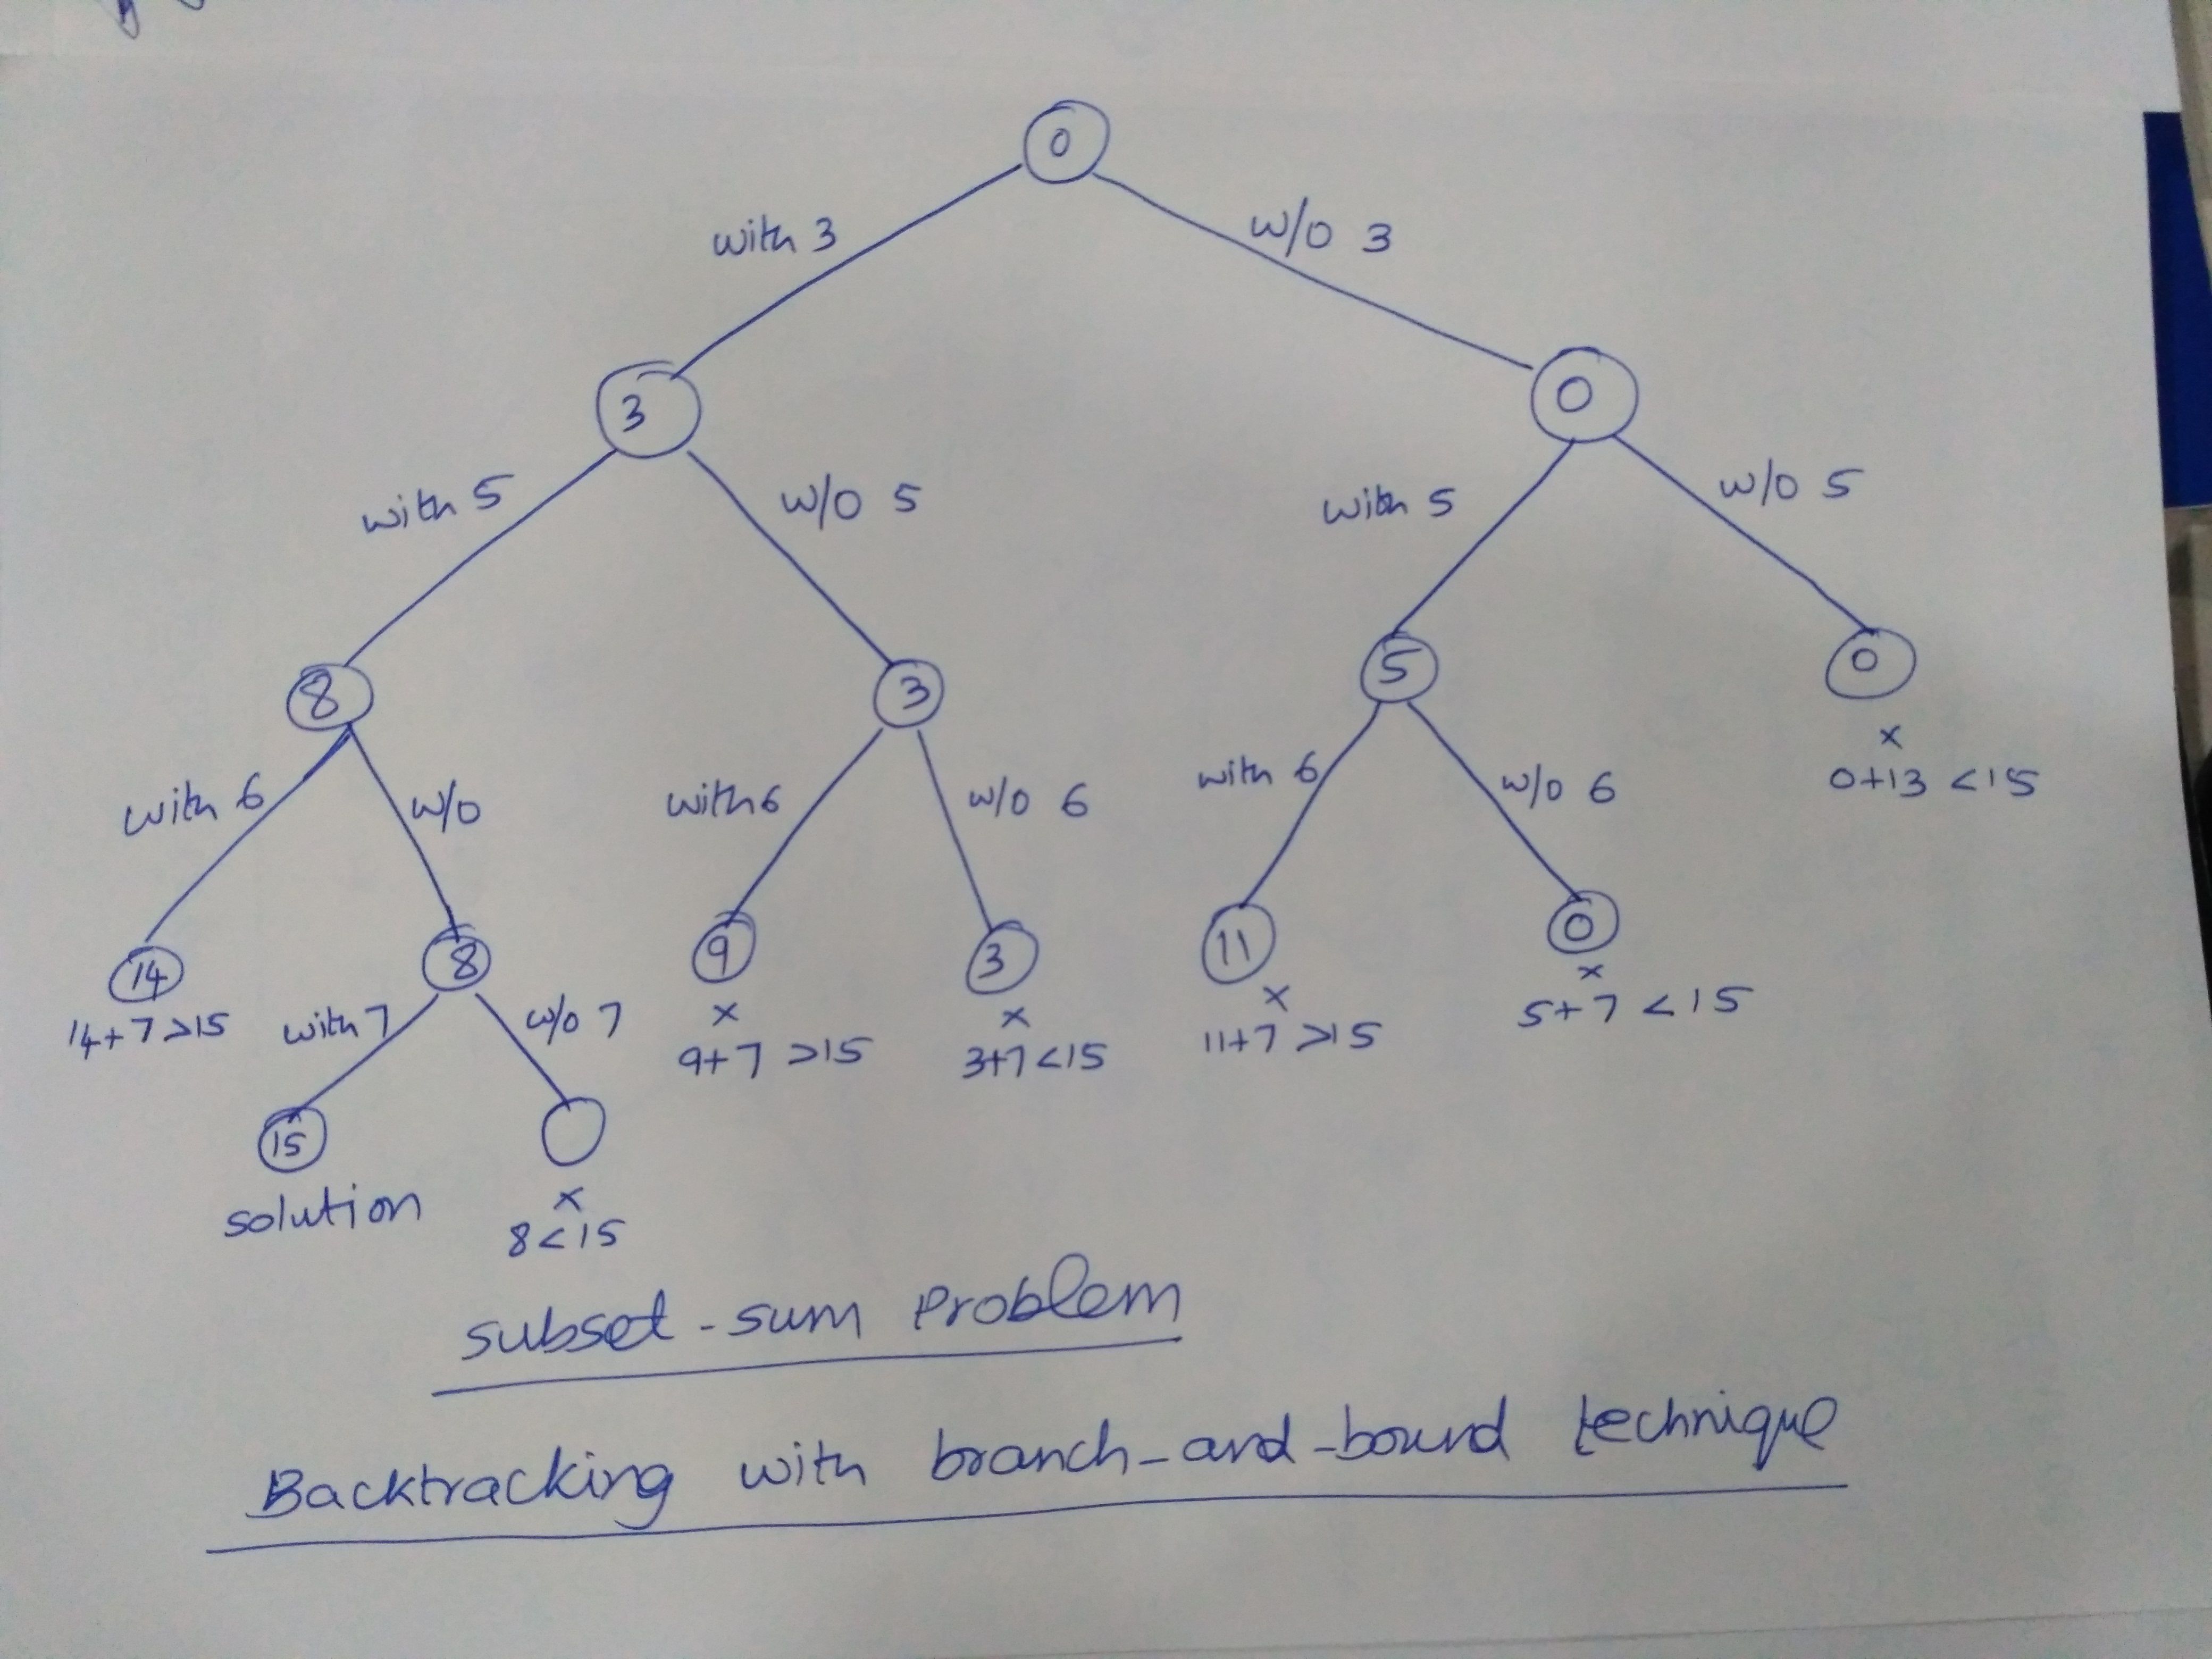 0
with 3
w/o 3
3
0
with 5
w/o 5
with 5
w/o 5
8
3
5
0
x
0+13 <15
with 6
w/o
with6
w/o 6
with 6
w/o 6
14
14+7 >15
8
9
x
9+7 >15
3
x
3+7<15
11
x
11+7 >15
0
x
5+7 <15
with 7
w/o 7
15
solution
x
8<15
subset-sum Problem
Backtracking with branch-and-bound technique